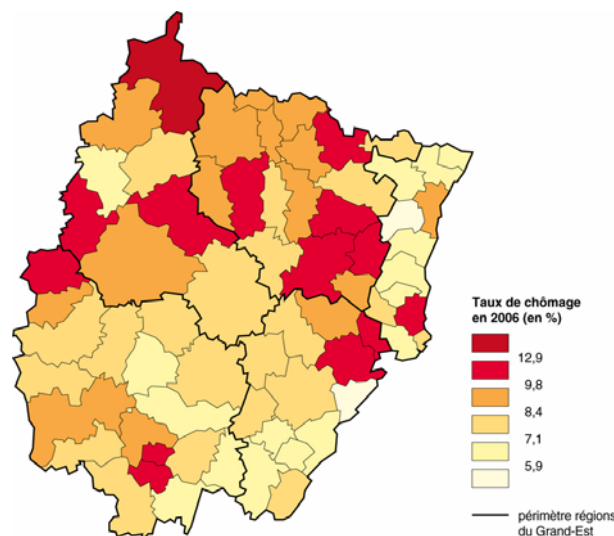 Taux de chômage
en 2006 (en %)
12,9
9,8
8,4
7,1
5,9
périmètre régions
du Grand-Est